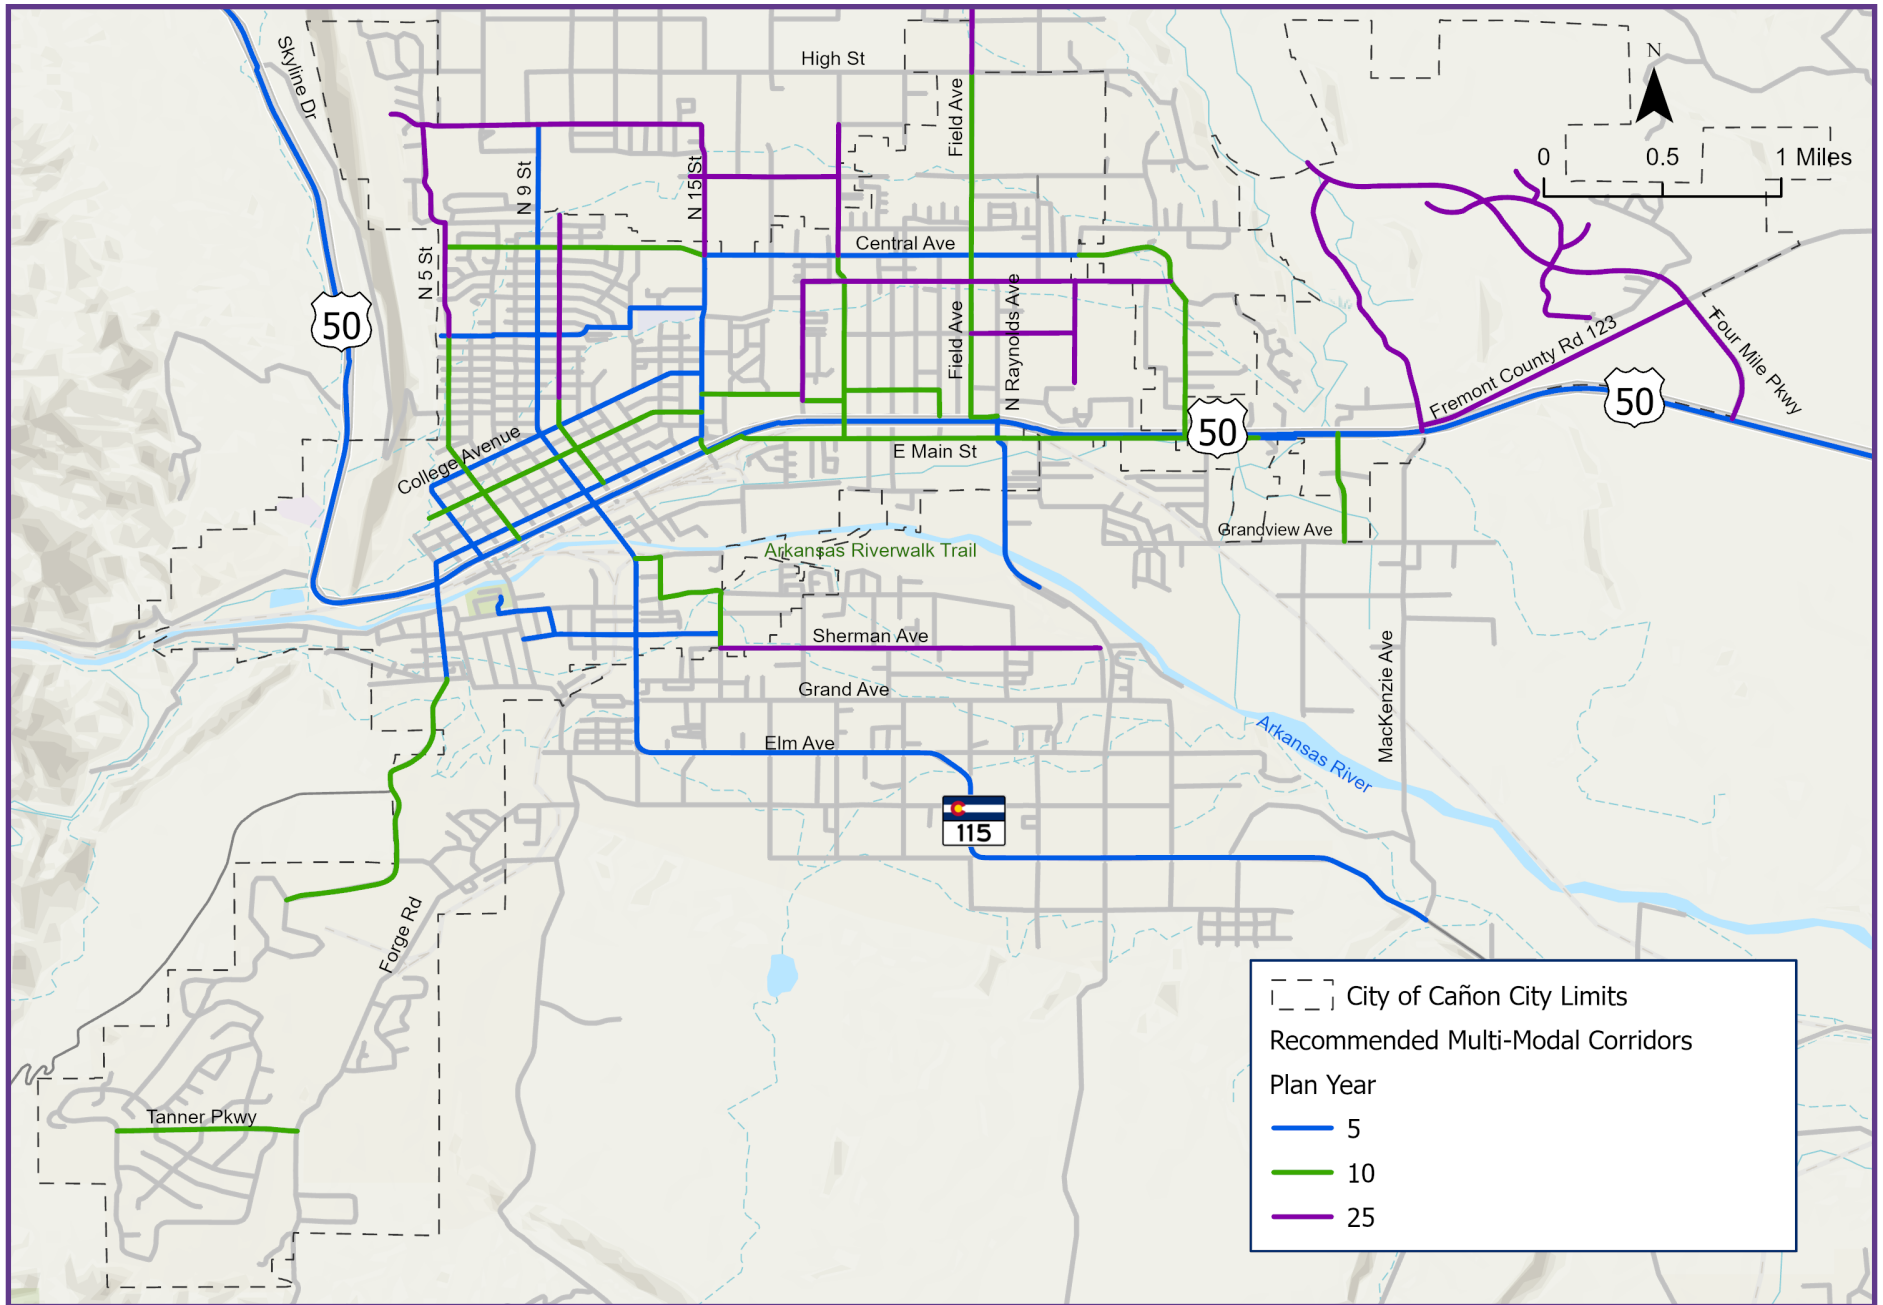 High St
Skyline Dr
N
Field Ave
0
0.5
1 Miles
N 9 St
N 15 St
N 5 St
Central Ave
50
Field Ave
N Raynolds Ave
Fremont County Rd 123
Four Mile Pkwy
50
50
College Avenue
E Main St
Grandview Ave
Arkansas Riverwalk Trail
Sherman Ave
MacKenzie Ave
Grand Ave
Elm Ave
Arkansas River
115
Forge Rd
Tanner Pkwy
City of Cañon City Limits
Recommended Multi-Modal Corridors
Plan Year
5
10
25